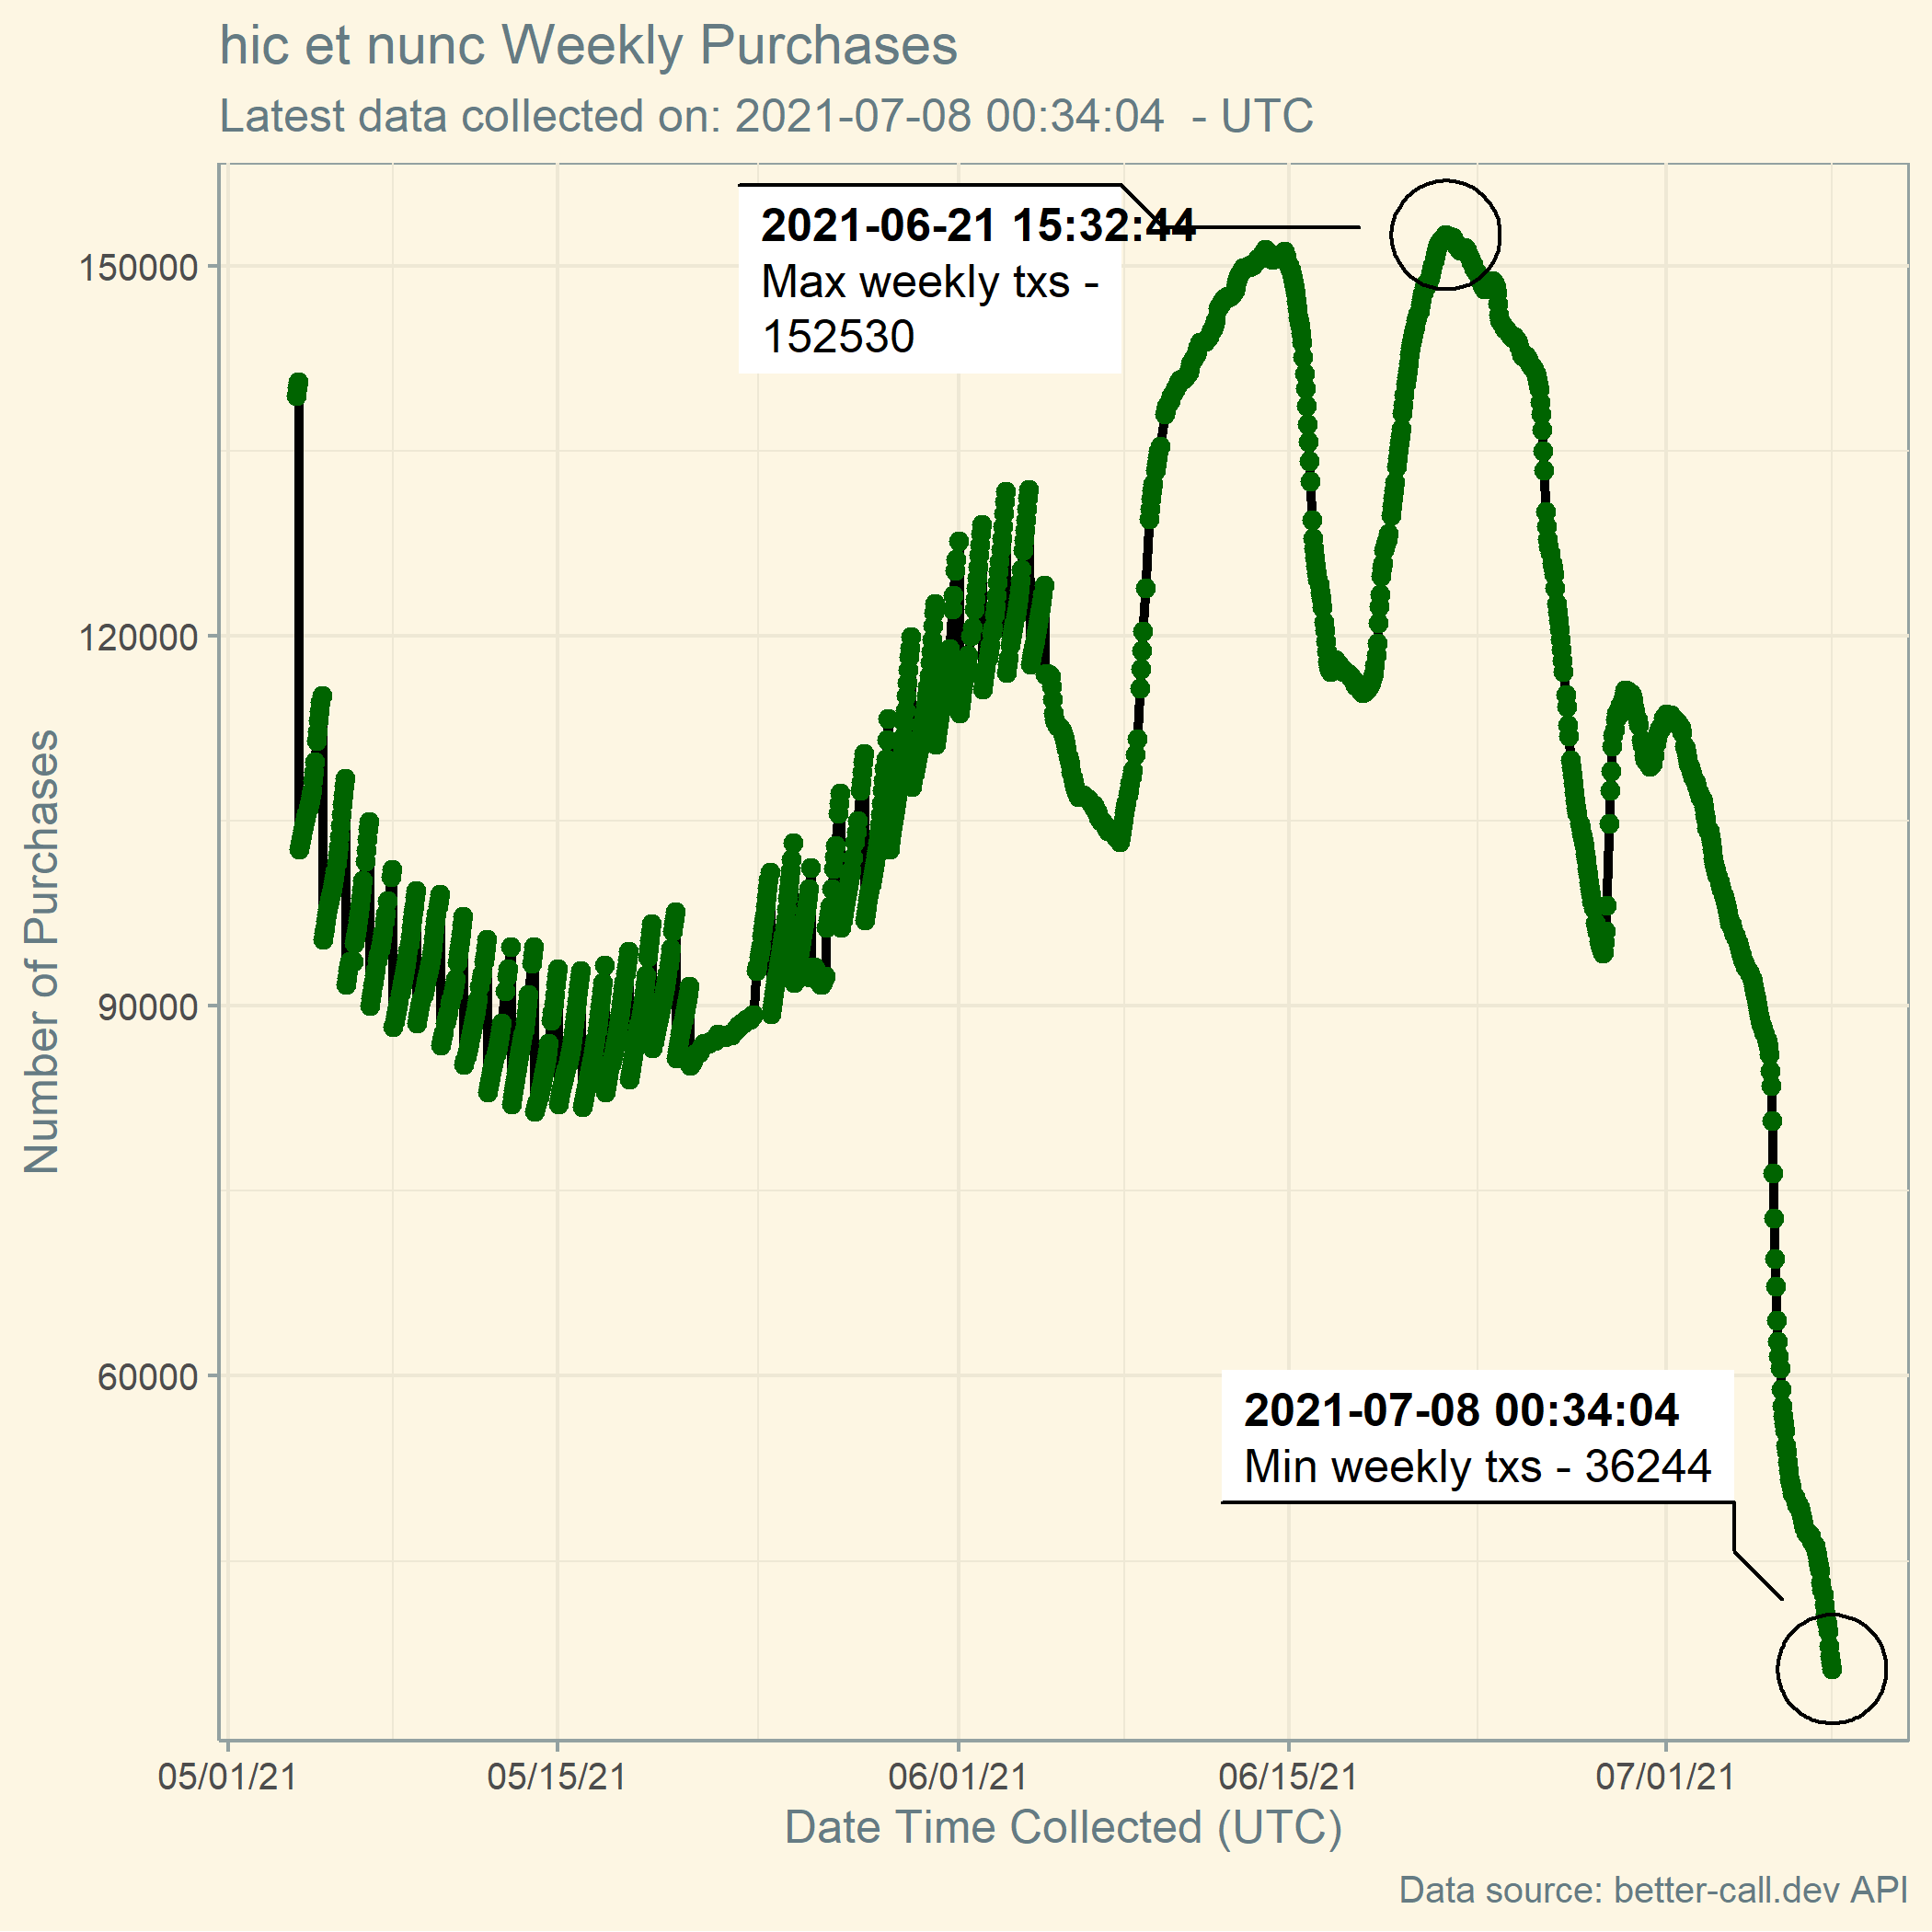 hic et nunc Weekly Purchases
Latest data collected on: 2021-07-08 00:34:04  - UTC
2021-06-21 15:32:44
Max weekly txs -
152530
150000
120000
90000
60000
Number of Purchases
2021-07-08 00:34:04
Min weekly txs - 36244
05/01/21 05/15/21 06/01/21 06/15/21 07/01/21
Date Time Collected (UTC)
Data source: better-call.dev API